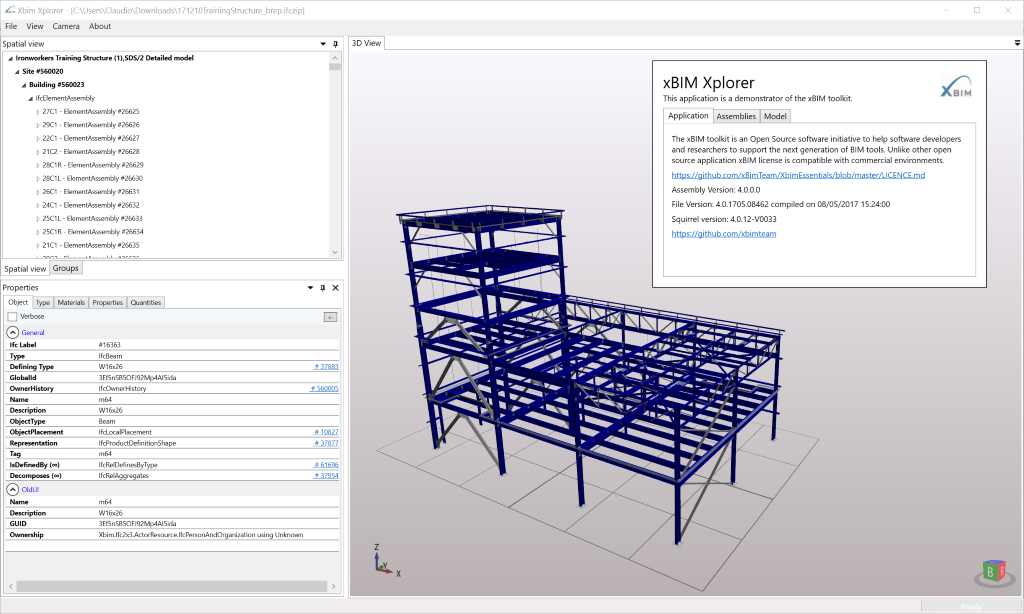 Xbim Xplorer - [C:\Users\Claudio\Downloads\171210TrainingStructure_brep.ifczip]
File View Camera About
Spatial view
Ironworkers Training Structure (1),SDS/2 Detailed model
Site #560020
Building #560023
IfcElementAssembly
27C1 - ElementAssembly #26625
29C1 - ElementAssembly #26626
22C1 - ElementAssembly #26627
21C2 - ElementAssembly #26628
28C1R - ElementAssembly #26629
28C1L - ElementAssembly #26630
26C1 - ElementAssembly #26631
24C1 - ElementAssembly #26632
25C1L - ElementAssembly #26633
25C1R - ElementAssembly #26634
21C1 - ElementAssembly #26635
Spatial view Groups
Properties
Object Type Materials Properties Quantities
Verbose <-
General
Ifc Label #16363
Type IfcBeam
Defining Type W16x26 # 37883
GlobalId 3Ef5nSB5OFJ92Mp4Al5ida
OwnerHistory IfcOwnerHistory # 560005
Name m64
Description W16x26
ObjectType Beam
ObjectPlacement IfcLocalPlacement # 10827
Representation IfcProductDefinitionShape # 37877
Tag m64
IsDefinedBy (∞) IfcRelDefinesByType # 61696
Decomposes (∞) IfcRelAggregates # 37954
OldUI
Name m64
Description W16x26
GUID 3Ef5nSB5OFJ92Mp4Al5ida
Ownership Xbim.Ifc2x3.ActorResource.IfcPersonAndOrganization using Unknown
3D View
xBIM Xplorer
XBIM
This application is a demonstrator of the xBIM toolkit.
Application Assemblies Model
The xBIM toolkit is an Open Source software initiative to help software developers
and researchers to support the next generation of BIM tools. Unlike other open
source application xBIM license is compatible with commercial environments.
https://github.com/xBimTeam/XbimEssentials/blob/master/LICENCE.md
Assembly Version: 4.0.0.0
File Version: 4.0.1705.08462 compiled on 08/05/2017 15:24:00
Squirrel version: 4.0.12-V0033
https://github.com/xbimteam
Z
Y
X
B R
Ready